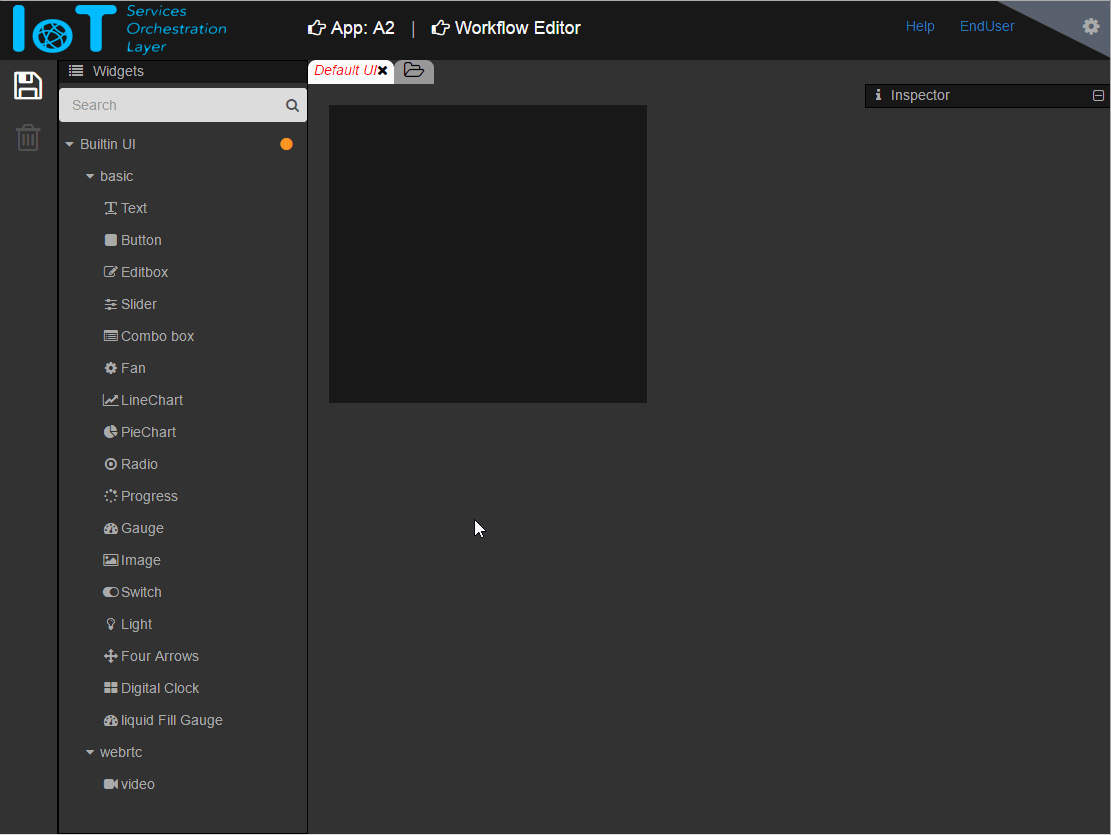 IoT Services
Orchestration
Layer
App: A2 | Workflow Editor
Help
EndUser
Widgets
Default UI
Inspector
Search
Builtin UI
basic
Text
Button
Editbox
Slider
Combo box
Fan
LineChart
PieChart
Radio
Progress
Gauge
Image
Switch
Light
Four Arrows
Digital Clock
liquid Fill Gauge
webrtc
video